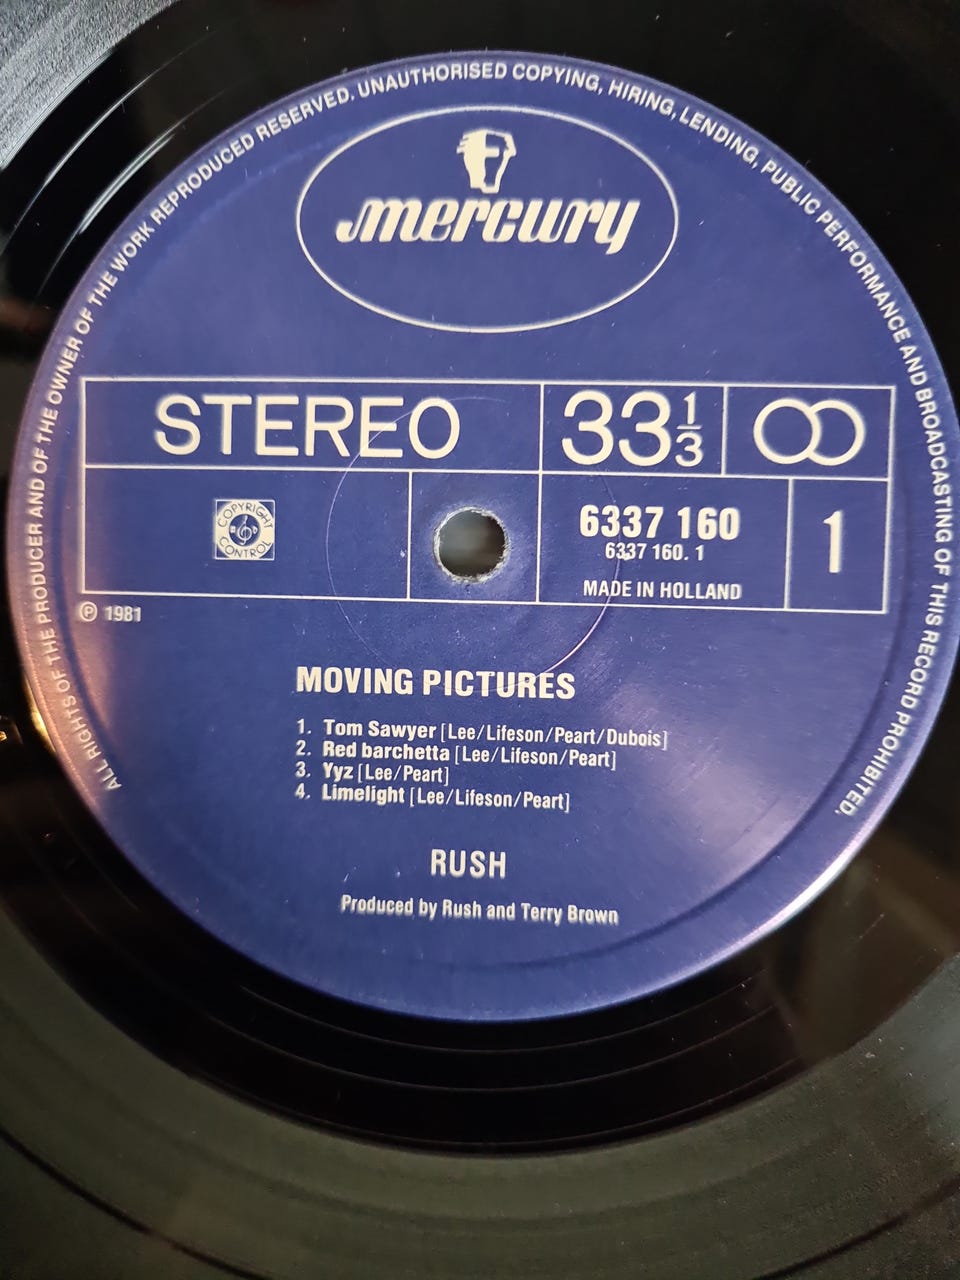 ALL RIGHTS OF THE PRODUCER AND OF THE OWNER OF THE WORK REPRODUCED RESERVED. UNAUTHORISED COPYING, HIRING, LENDING, PUBLIC PERFORMANCE AND BROADCASTING OF THIS RECORD PROHIBITED.
mercury
STEREO 33 1/3
COPYRIGHT
CONTROL
6337 160 1
6337 160. 1
MADE IN HOLLAND
℗ 1981
MOVING PICTURES
1. Tom Sawyer [Lee/Lifeson/Peart/Dubois]
2. Red barchetta [Lee/Lifeson/Peart]
3. Yyz [Lee/Peart]
4. Limelight [Lee/Lifeson/Peart]
RUSH
Produced by Rush and Terry Brown